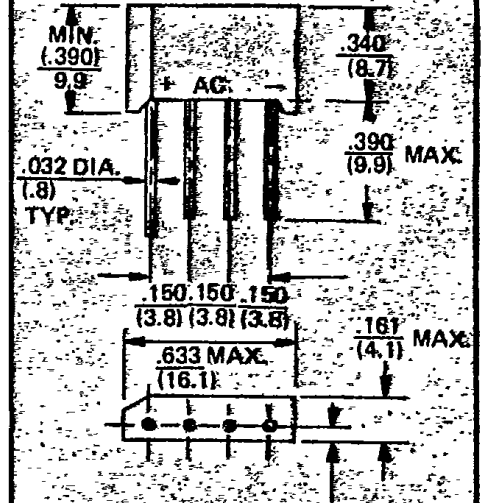 MIN.
(.390)
9.9
.340
(8.7)
+ AC. −
.390 MAX.
(9.9)
.032 DIA.
(.8)
TYP.
.150 .150 .150
(3.8) (3.8) (3.8)
.161 MAX.
(4.1)
.633 MAX.
(16.1)